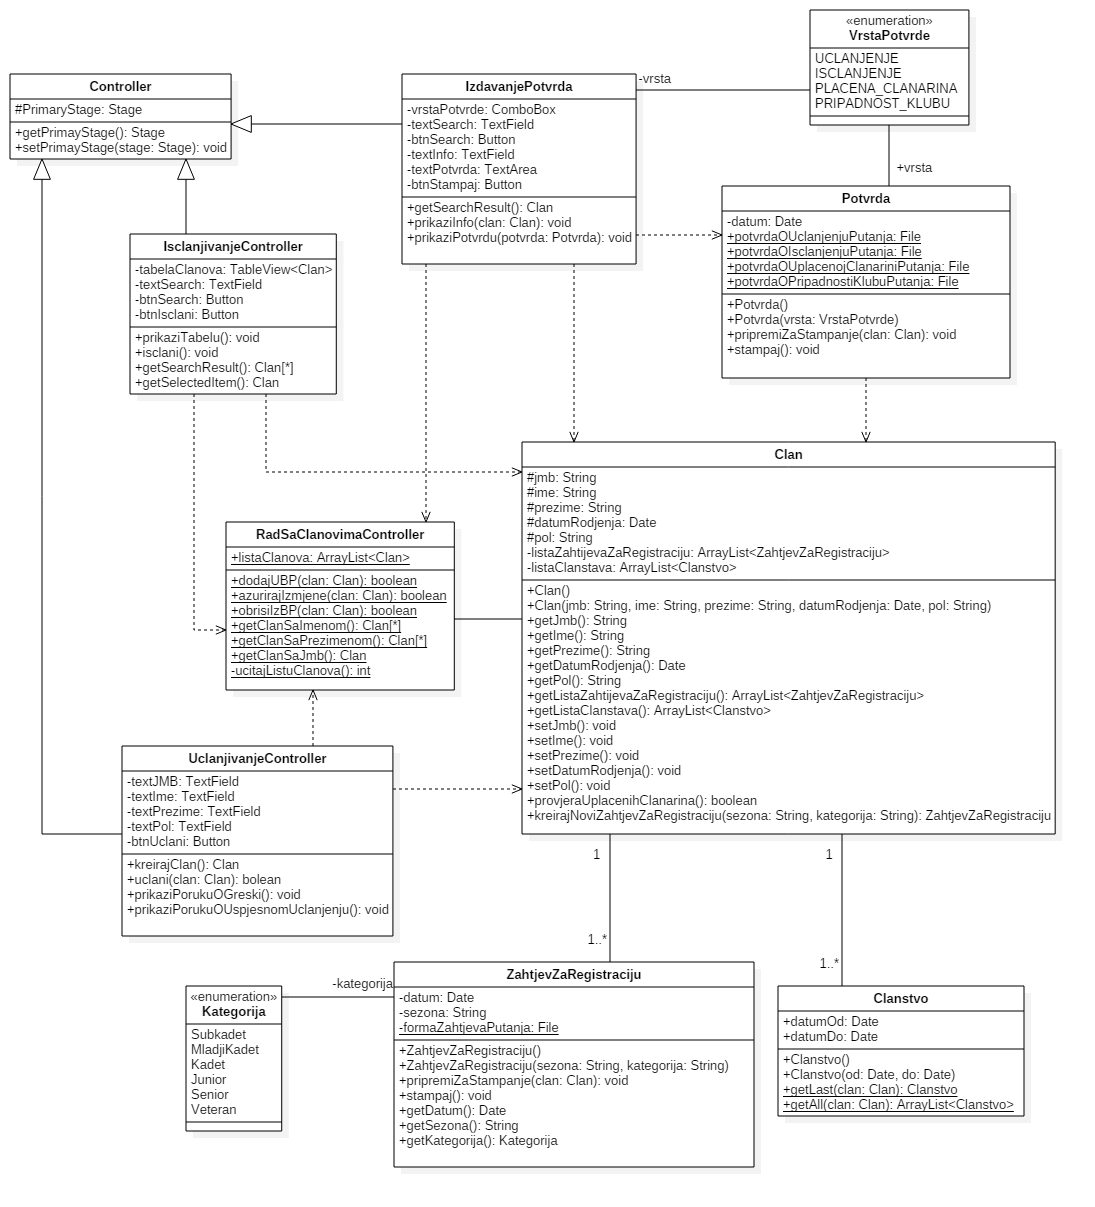 «enumeration»
VrstaPotvrde
UCLANJENJE
ISCLANJENJE
PLACENA_CLANARINA
PRIPADNOST_KLUBU
-vrsta
+vrsta
Controller
#PrimaryStage: Stage
+getPrimayStage(): Stage
+setPrimayStage(stage: Stage): void
IzdavanjePotvrda
-vrstaPotvrde: ComboBox
-textSearch: TextField
-btnSearch: Button
-textInfo: TextField
-textPotvrda: TextArea
-btnStampaj: Button
+getSearchResult(): Clan
+prikaziInfo(clan: Clan): void
+prikaziPotvrdu(potvrda: Potvrda): void
Potvrda
-datum: Date
+potvrdaOUclanjenjuPutanja: File
+potvrdaOIsclanjenjuPutanja: File
+potvrdaOUplacenojClanariniPutanja: File
+potvrdaOPripadnostiKlubuPutanja: File
+Potvrda()
+Potvrda(vrsta: VrstaPotvrde)
+pripremiZaStampanje(clan: Clan): void
+stampaj(): void
IsclanjivanjeController
-tabelaClanova: TableView<Clan>
-textSearch: TextField
-btnSearch: Button
-btnIsclani: Button
+prikaziTabelu(): void
+isclani(): void
+getSearchResult(): Clan[*]
+getSelectedItem(): Clan
Clan
#jmb: String
#ime: String
#prezime: String
#datumRodjenja: Date
#pol: String
-listaZahtijevaZaRegistraciju: ArrayList<ZahtjevZaRegistraciju>
-listaClanstava: ArrayList<Clanstvo>
+Clan()
+Clan(jmb: String, ime: String, prezime: String, datumRodjenja: Date, pol: String)
+getJmb(): String
+getIme(): String
+getPrezime(): String
+getDatumRodjenja(): Date
+getPol(): String
+getListaZahtijevaZaRegistraciju(): ArrayList<ZahtjevZaRegistraciju>
+getListaClanstava(): ArrayList<Clanstvo>
+setJmb(): void
+setIme(): void
+setPrezime(): void
+setDatumRodjenja(): void
+setPol(): void
+provjeraUplacenihClanarina(): boolean
+kreirajNoviZahtjevZaRegistraciju(sezona: String, kategorija: String): ZahtjevZaRegistraciju
RadSaClanovimaController
+listaClanova: ArrayList<Clan>
+dodajUBP(clan: Clan): boolean
+azurirajIzmjene(clan: Clan): boolean
+obrisiIzBP(clan: Clan): boolean
+getClanSaImenom(): Clan[*]
+getClanSaPrezimenom(): Clan[*]
+getClanSaJmb(): Clan
-ucitajListuClanova(): int
UclanjivanjeController
-textJMB: TextField
-textIme: TextField
-textPrezime: TextField
-textPol: TextField
-btnUclani: Button
+kreirajClan(): Clan
+uclani(clan: Clan): bolean
+prikaziPorukuOGreski(): void
+prikaziPorukuOUspjesnomUclanjenju(): void
1
1
1..*
1..*
-kategorija
«enumeration»
Kategorija
Subkadet
MladjiKadet
Kadet
Junior
Senior
Veteran
ZahtjevZaRegistraciju
-datum: Date
-sezona: String
-formaZahtjevaPutanja: File
+ZahtjevZaRegistraciju()
+ZahtjevZaRegistraciju(sezona: String, kategorija: String)
+pripremiZaStampanje(clan: Clan): void
+stampaj(): void
+getDatum(): Date
+getSezona(): String
+getKategorija(): Kategorija
Clanstvo
+datumOd: Date
+datumDo: Date
+Clanstvo()
+Clanstvo(od: Date, do: Date)
+getLast(clan: Clan): Clanstvo
+getAll(clan: Clan): ArrayList<Clanstvo>